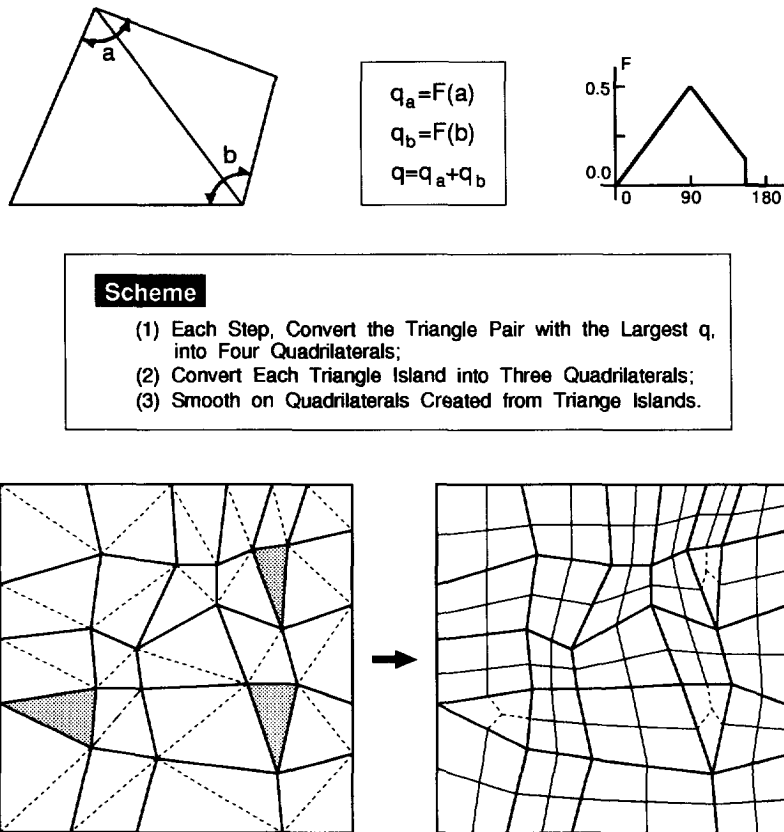 a
b
q_a=F(a)
q_b=F(b)
q=q_a+q_b
F
0.5
0.0
0 90 180
Scheme
(1) Each Step, Convert the Triangle Pair with the Largest q,
into Four Quadrilaterals;
(2) Convert Each Triangle Island into Three Quadrilaterals;
(3) Smooth on Quadrilaterals Created from Triange Islands.